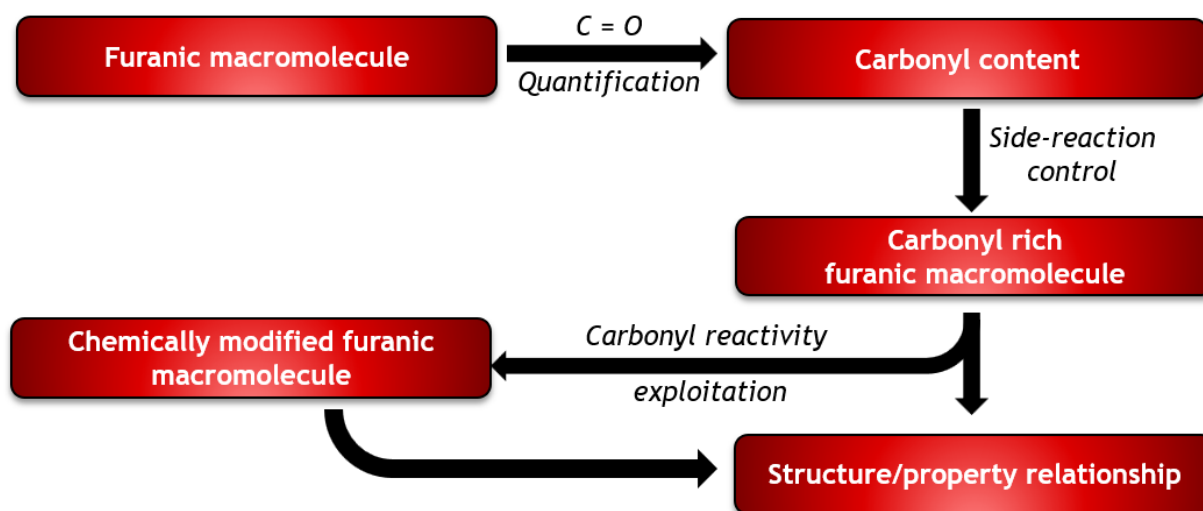 Furanic macromolecule
C = O
Quantification
Carbonyl content
Side-reaction
control
Carbonyl rich
furanic macromolecule
Carbonyl reactivity
exploitation
Chemically modified furanic
macromolecule
Structure/property relationship